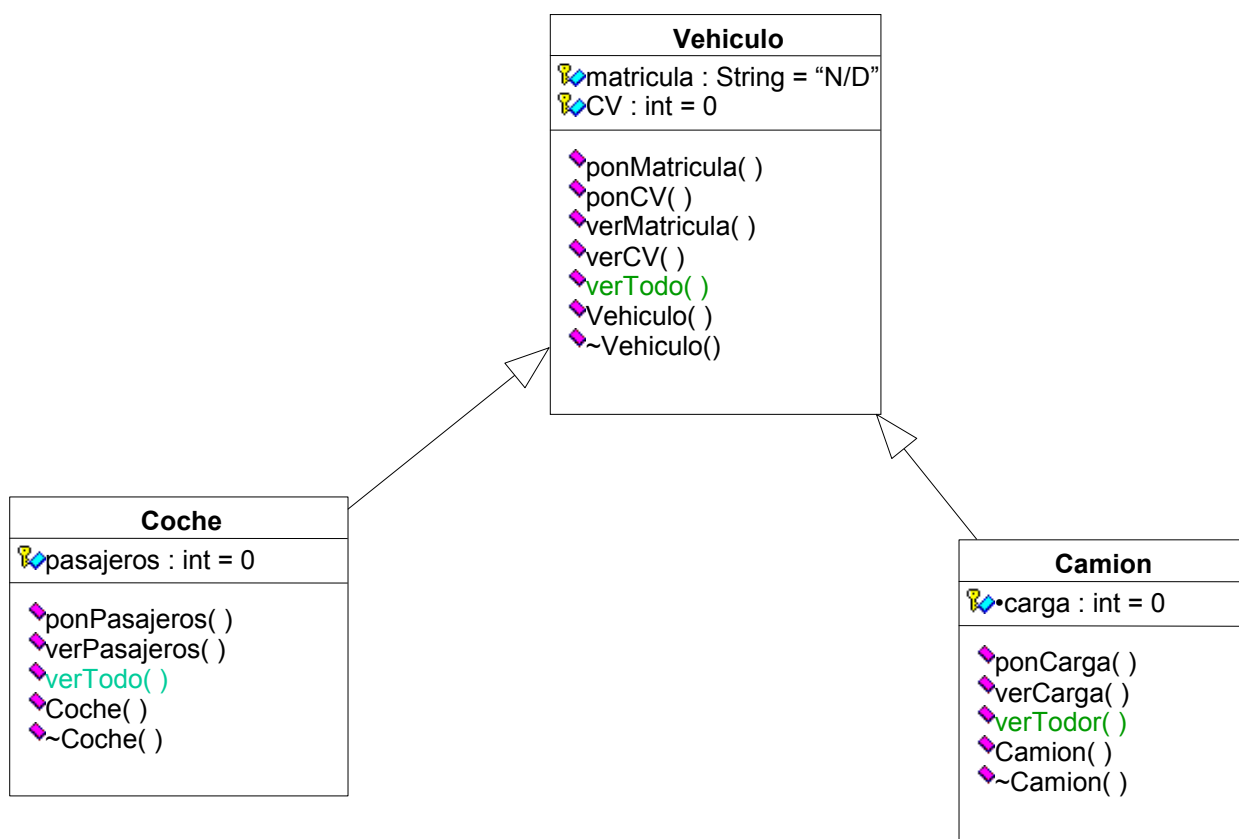 Vehiculo
matricula : String = “N/D”
CV : int = 0
ponMatricula( )
ponCV( )
verMatricula( )
verCV( )
verTodo( )
Vehiculo( )
~Vehiculo()
Coche
pasajeros : int = 0
ponPasajeros( )
verPasajeros( )
verTodo( )
Coche( )
~Coche( )
Camion
•carga : int = 0
ponCarga( )
verCarga( )
verTodor( )
Camion( )
~Camion( )